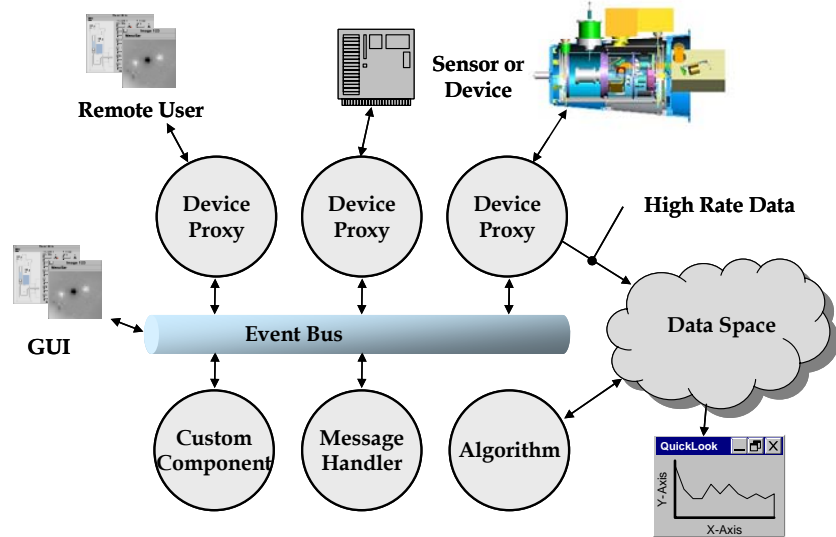 Remote User
Sensor or
Device
Device
Proxy
Device
Proxy
Device
Proxy
High Rate Data
GUI
Event Bus
Data Space
Custom
Component
Message
Handler
Algorithm
QuickLook
Y-Axis
X-Axis